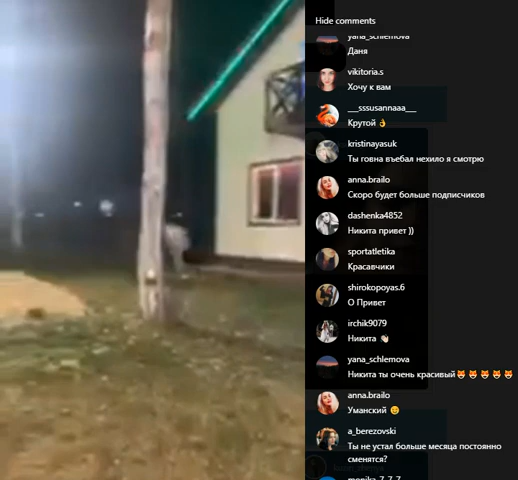 Hide comments
yana_schlemova
Даня
vikitoria.s
Хочу к вам
___sssusannaaa___
Крутой 👌
kristinayasuk
Ты говна въебал нехило я смотрю
anna.brailo
Скоро будет больше подписчиков
dashenka4852
Никита привет ))
sportatletika
Красавчики
shirokopoyas.6
О Привет
irchik9079
Никита 👏🏻
yana_schlemova
Никита ты очень красивый😻😻😻😻😻
anna.brailo
Уманский 😊
a_berezovski
Ты не устал больше месяца постоянно
сменятся?